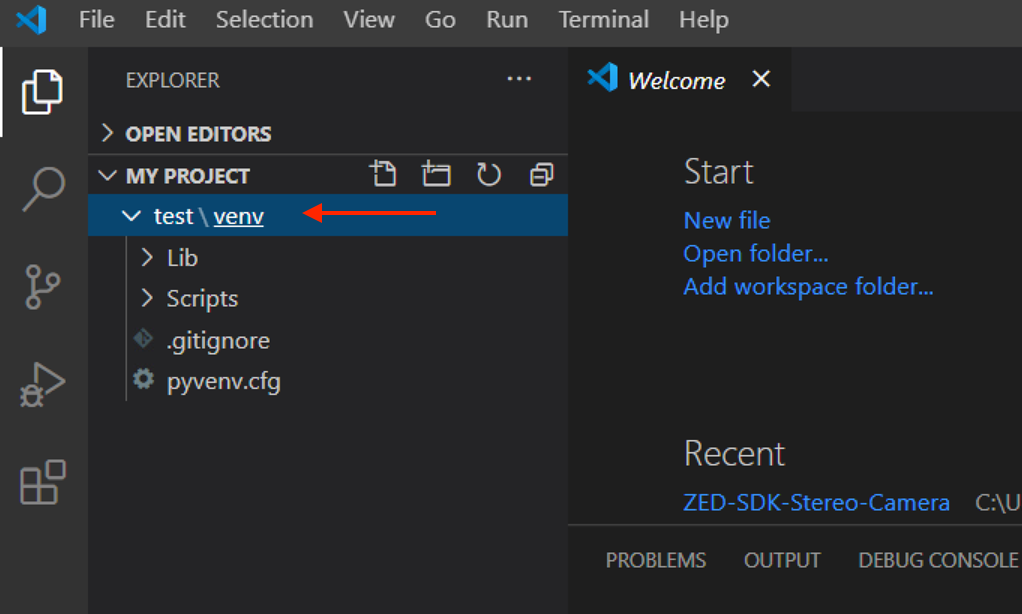 File Edit Selection View Go Run Terminal Help
EXPLORER
OPEN EDITORS
MY PROJECT
test \ venv
Lib
Scripts
.gitignore
pyvenv.cfg
Welcome
Start
New file
Open folder...
Add workspace folder...
Recent
ZED-SDK-Stereo-Camera C:\U
PROBLEMS OUTPUT DEBUG CONSOLE